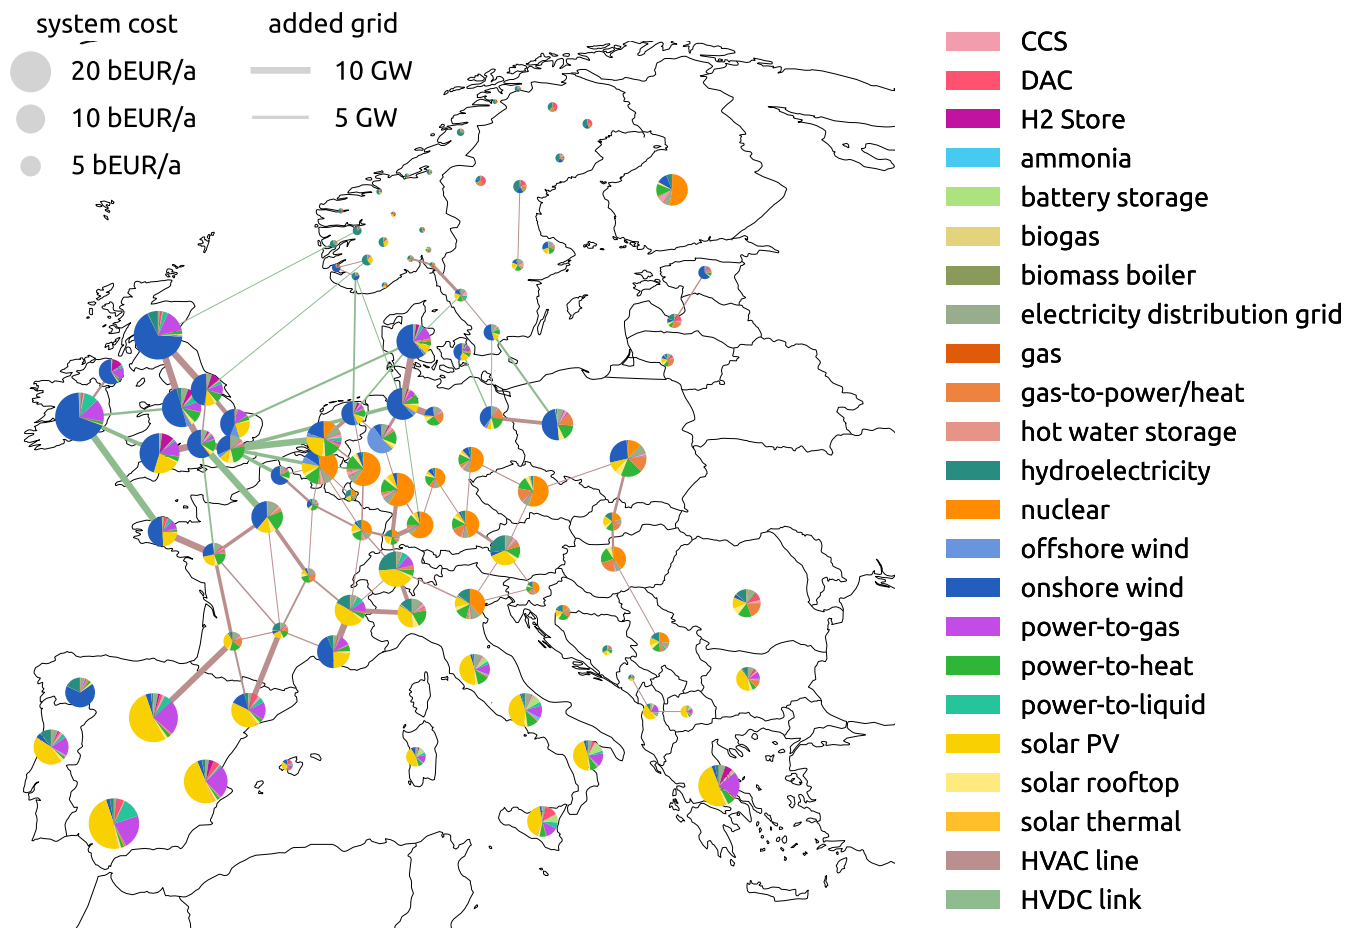 system cost
20 bEUR/a
10 bEUR/a
5 bEUR/a
added grid
10 GW
5 GW
CCS
DAC
H2 Store
ammonia
battery storage
biogas
biomass boiler
electricity distribution grid
gas
gas-to-power/heat
hot water storage
hydroelectricity
nuclear
offshore wind
onshore wind
power-to-gas
power-to-heat
power-to-liquid
solar PV
solar rooftop
solar thermal
HVAC line
HVDC link